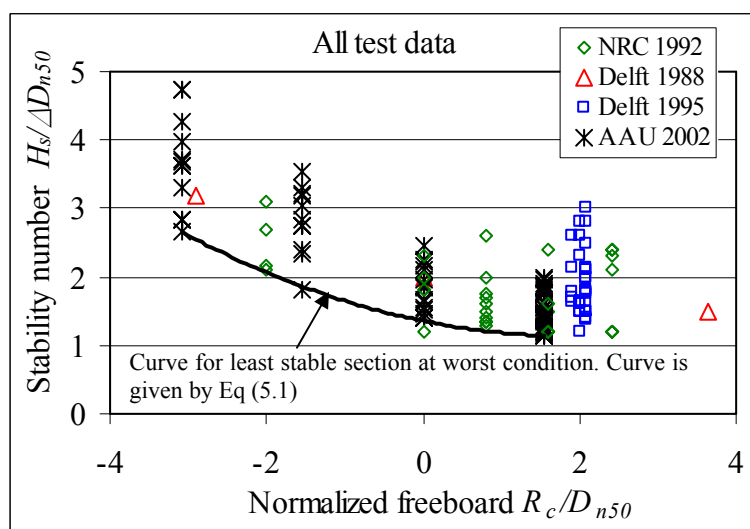 All test data
NRC 1992
Delft 1988
Delft 1995
AAU 2002
Stability number Hs/ΔDn50
5
4
3
2
1
0
Curve for least stable section at worst condition. Curve is
given by Eq (5.1)
-4 -2 0 2 4
Normalized freeboard Rc/Dn50